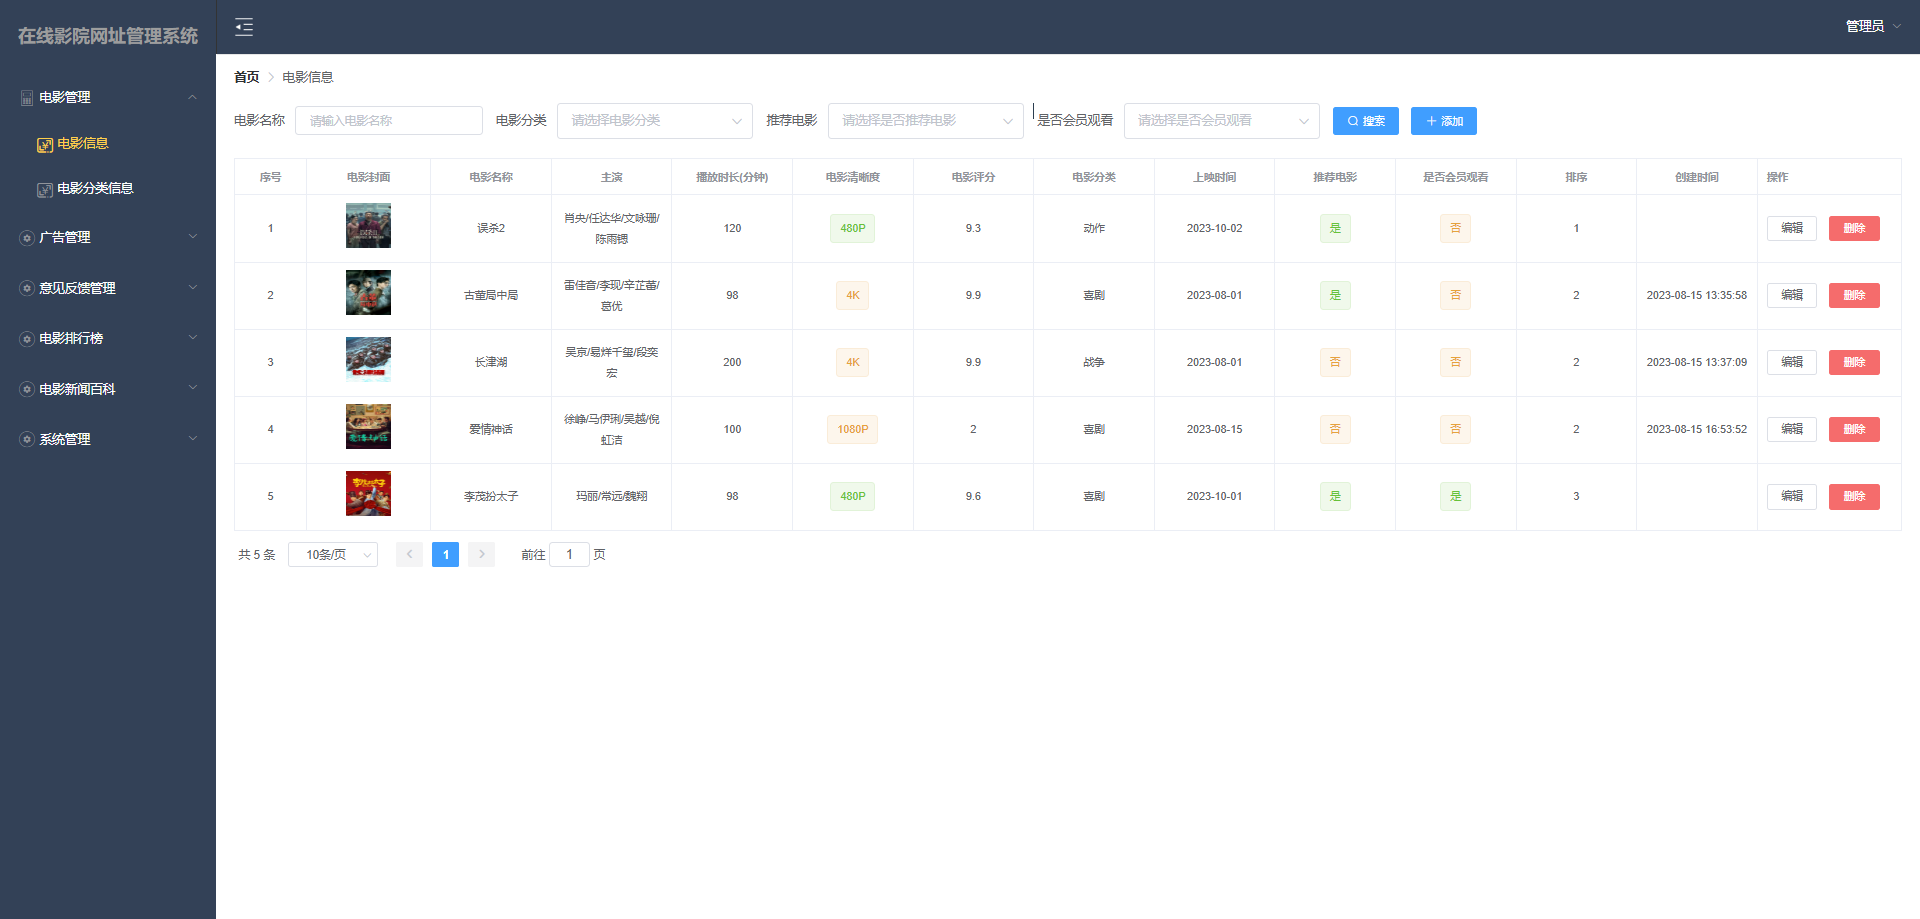 在线影院网址管理系统
管理员
电影管理
电影信息
电影分类信息
广告管理
意见反馈管理
电影排行榜
电影新闻百科
系统管理
首页 电影信息
电影名称 请输入电影名称 电影分类 请选择电影分类 推荐电影 请选择是否推荐电影 是否会员观看 请选择是否会员观看 搜索 添加
序号 电影封面 电影名称 主演 播放时长(分钟) 电影清晰度 电影评分 电影分类 上映时间 推荐电影 是否会员观看 排序 创建时间 操作
1 误杀2 肖央/任达华/文咏珊/陈雨锶 120 480P 9.3 动作 2023-10-02 是 否 1 编辑 删除
2 古董局中局 雷佳音/李现/辛芷蕾/葛优 98 4K 9.9 喜剧 2023-08-01 是 否 2 2023-08-15 13:35:58 编辑 删除
3 长津湖 吴京/易烊千玺/段奕宏 200 4K 9.9 战争 2023-08-01 否 否 2 2023-08-15 13:37:09 编辑 删除
4 爱情神话 徐峥/马伊琍/吴越/倪虹洁 100 1080P 2 喜剧 2023-08-15 否 否 2 2023-08-15 16:53:52 编辑 删除
5 李茂扮太子 玛丽/常远/魏翔 98 480P 9.6 喜剧 2023-10-01 是 是 3 编辑 删除
共 5 条 10条/页 1 前往 1 页